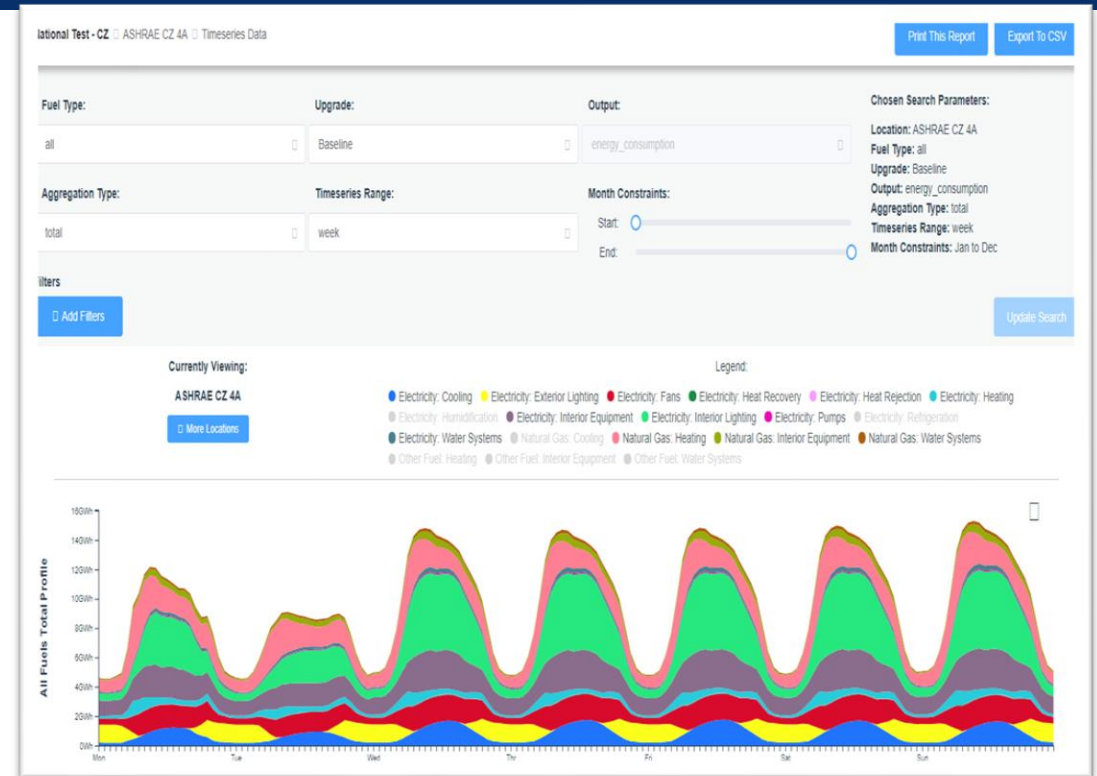 lational Test - CZ ASHRAE CZ 4A Timeseries Data
Print This Report
Export To CSV
Fuel Type:
all
Upgrade:
Baseline
Output:
energy_consumption
Aggregation Type:
total
Timeseries Range:
week
Month Constraints:
Start:
End:
Chosen Search Parameters:
Location: ASHRAE CZ 4A
Fuel Type: all
Upgrade: Baseline
Output: energy_consumption
Aggregation Type: total
Timeseries Range: week
Month Constraints: Jan to Dec
ilters
Add Filters
Update Search
Currently Viewing:
ASHRAE CZ 4A
More Locations
Legend:
Electricity: Cooling Electricity: Exterior Lighting Electricity: Fans Electricity: Heat Recovery Electricity: Heat Rejection Electricity: Heating
Electricity: Humidification Electricity: Interior Equipment Electricity: Interior Lighting Electricity: Pumps Electricity: Refrigeration
Electricity: Water Systems Natural Gas: Cooling Natural Gas: Heating Natural Gas: Interior Equipment Natural Gas: Water Systems
Other Fuel: Heating Other Fuel: Interior Equipment Other Fuel: Water Systems
All Fuels Total Profile
16GWh
14GWh
12GWh
10GWh
8GWh
6GWh
4GWh
2GWh
0Wh
Mon Tue Wed Thr Fri Sat Sun